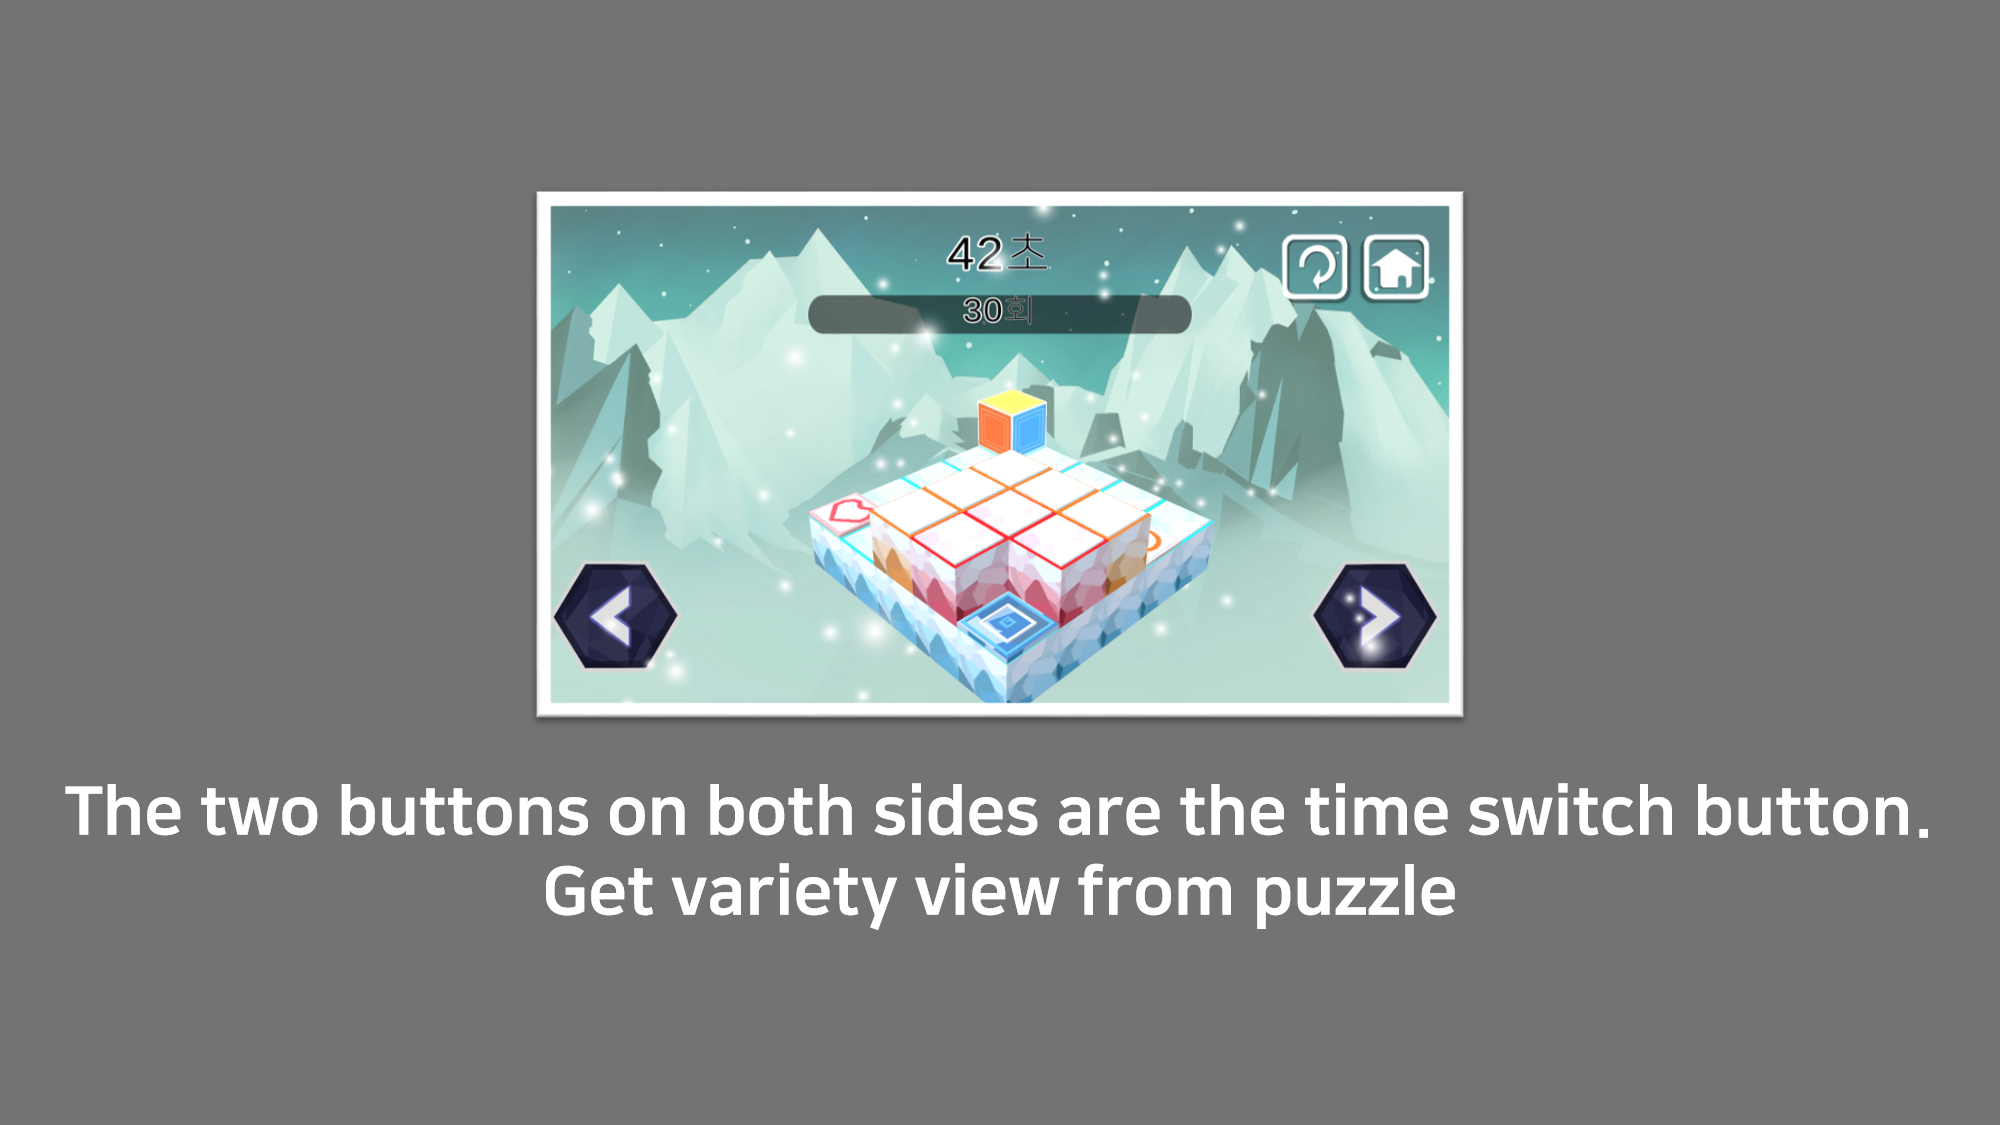 42초
30회
The two buttons on both sides are the time switch button.
Get variety view from puzzle